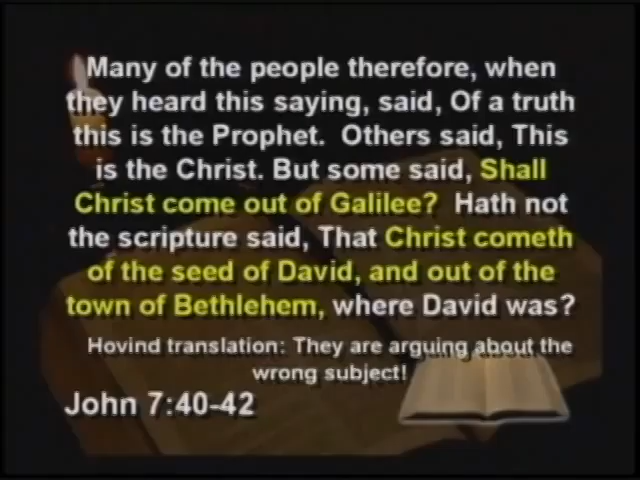 Many of the people therefore, when
they heard this saying, said, Of a truth
this is the Prophet. Others said, This
is the Christ. But some said, Shall
Christ come out of Galilee? Hath not
the scripture said, That Christ cometh
of the seed of David, and out of the
town of Bethlehem, where David was?
Hovind translation: They are arguing about the
wrong subject!
John 7:40-42